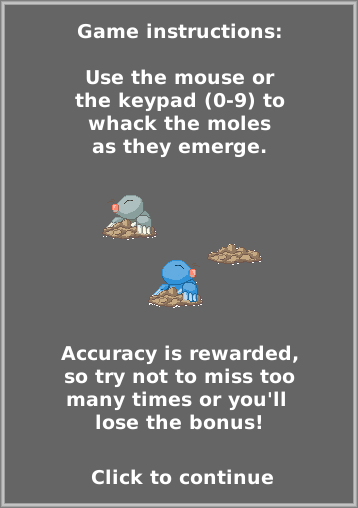 Game instructions:
Use the mouse or
the keypad (0-9) to
whack the moles
as they emerge.
Accuracy is rewarded,
so try not to miss too
many times or you'll
lose the bonus!
Click to continue